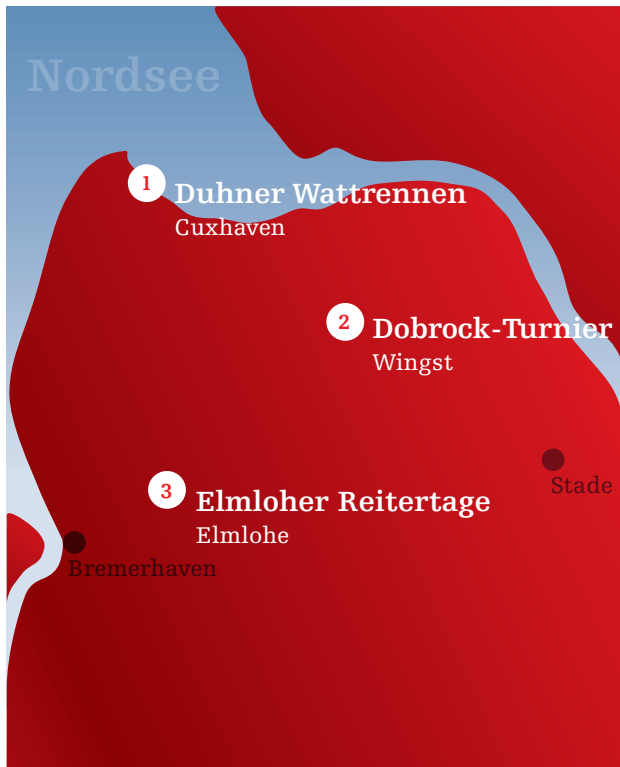 Nordsee
1
Duhner Wattrennen
Cuxhaven
2
Dobrock-Turnier
Wingst
Stade
3
Elmloher Reitertage
Elmlohe
Bremerhaven